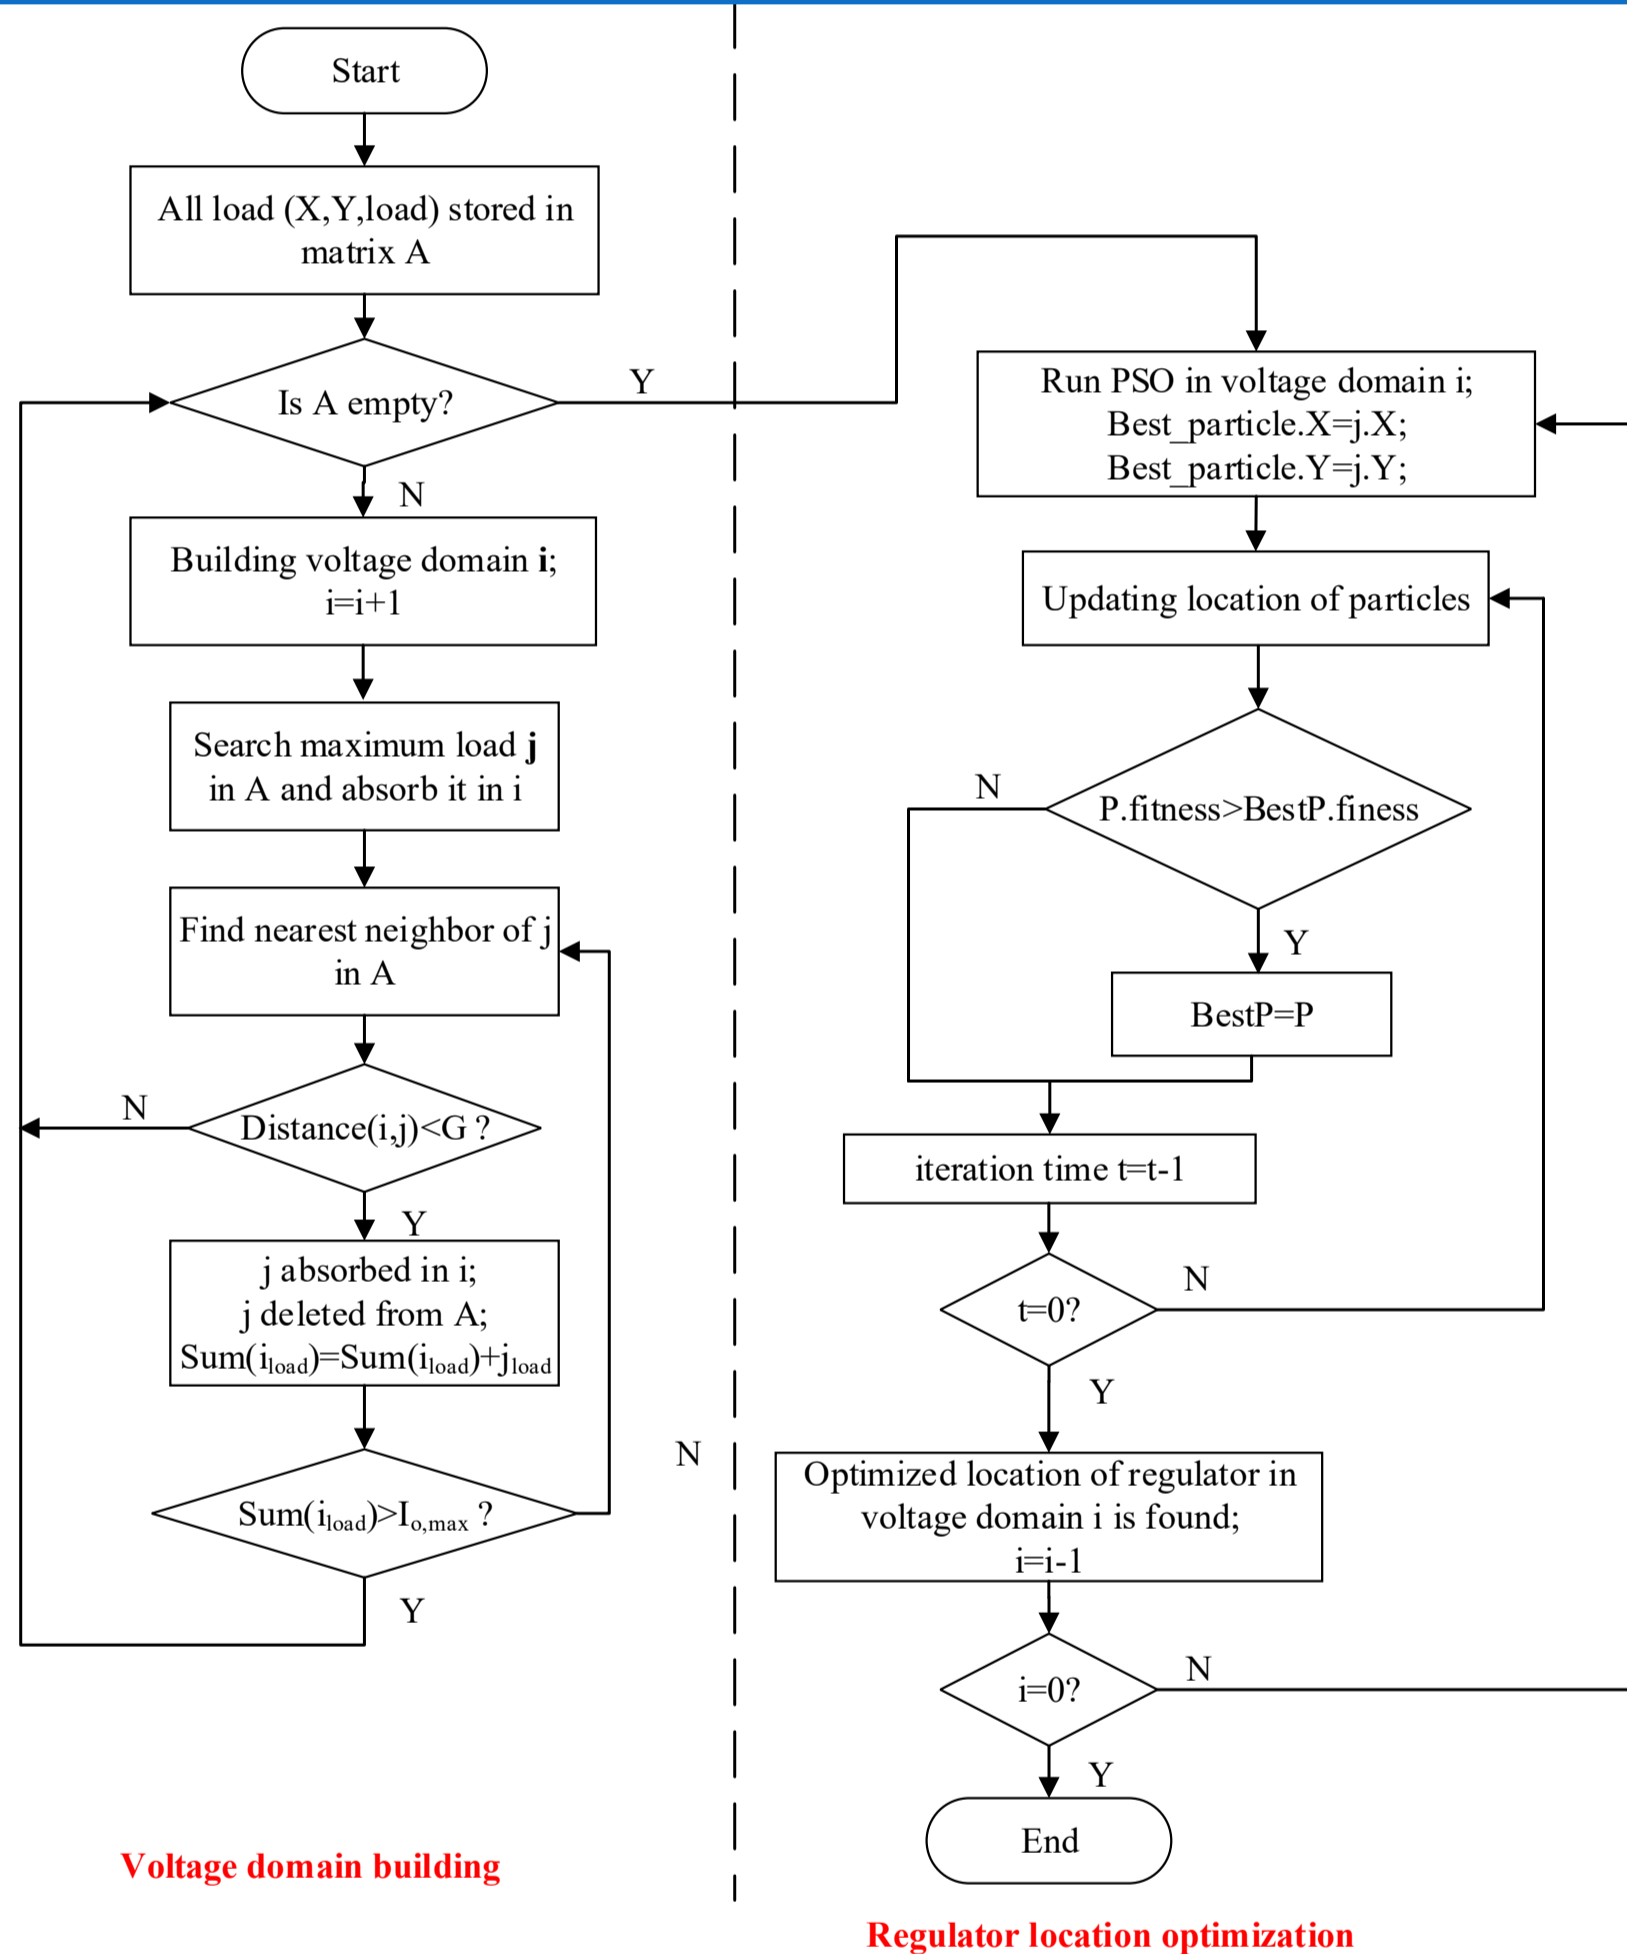 Start
All load (X,Y,load) stored in
matrix A
Is A empty?
Y
N
Building voltage domain i;
i=i+1
Search maximum load j
in A and absorb it in i
Find nearest neighbor of j
in A
Distance(i,j)<G ?
N
Y
j absorbed in i;
j deleted from A;
Sum(iload)=Sum(iload)+jload
Sum(iload)>Io,max ?
N
Y
Voltage domain building
Run PSO in voltage domain i;
Best_particle.X=j.X;
Best_particle.Y=j.Y;
Updating location of particles
P.fitness>BestP.finess
N
Y
BestP=P
iteration time t=t-1
t=0?
N
Y
Optimized location of regulator in
voltage domain i is found;
i=i-1
i=0?
N
Y
End
Regulator location optimization